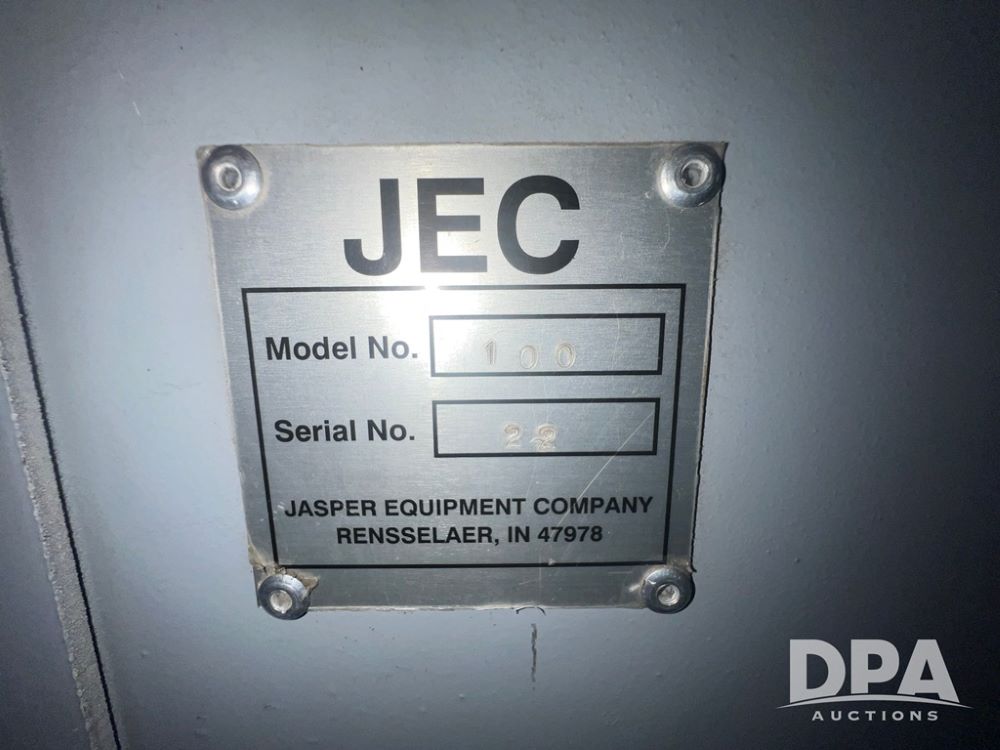 JEC
Model No. 100
Serial No. 22
JASPER EQUIPMENT COMPANY
RENSSELAER, IN 47978
DPA
AUCTIONS